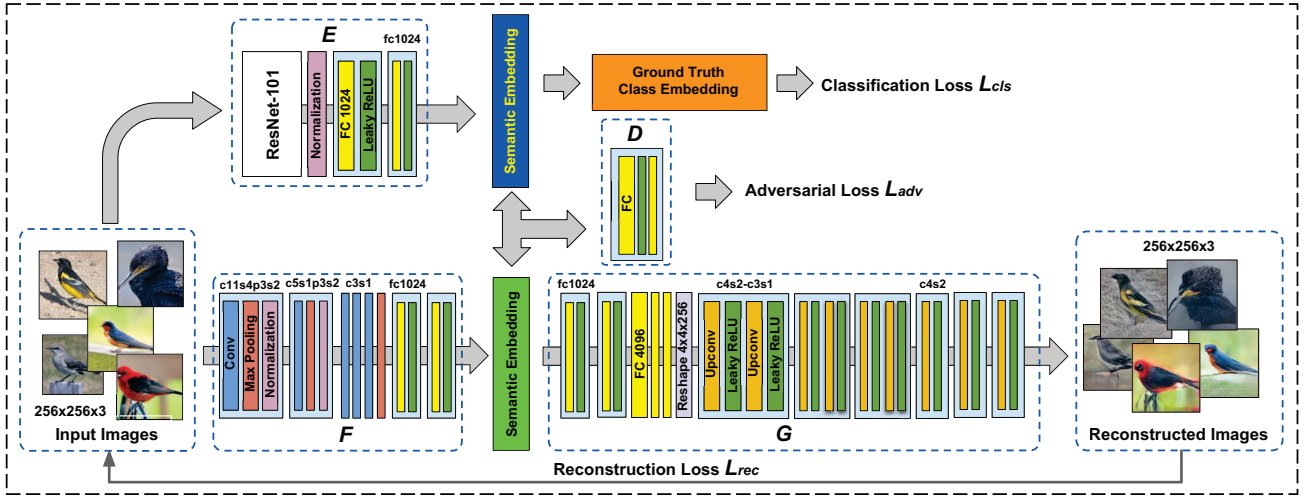 E
fc1024
ResNet-101
Normalization
FC 1024
Leaky ReLU
Semantic Embedding
Ground Truth
Class Embedding
Classification Loss Lcls
D
FC
Adversarial Loss Ladv
256x256x3
Input Images
c11s4p3s2
c5s1p3s2
c3s1
fc1024
Conv
Max Pooling
Normalization
F
Semantic Embedding
fc1024
c4s2-c3s1
c4s2
FC 4096
Reshape 4x4x256
Upconv
Leaky ReLU
Upconv
Leaky ReLU
G
256x256x3
Reconstructed Images
Reconstruction Loss Lrec